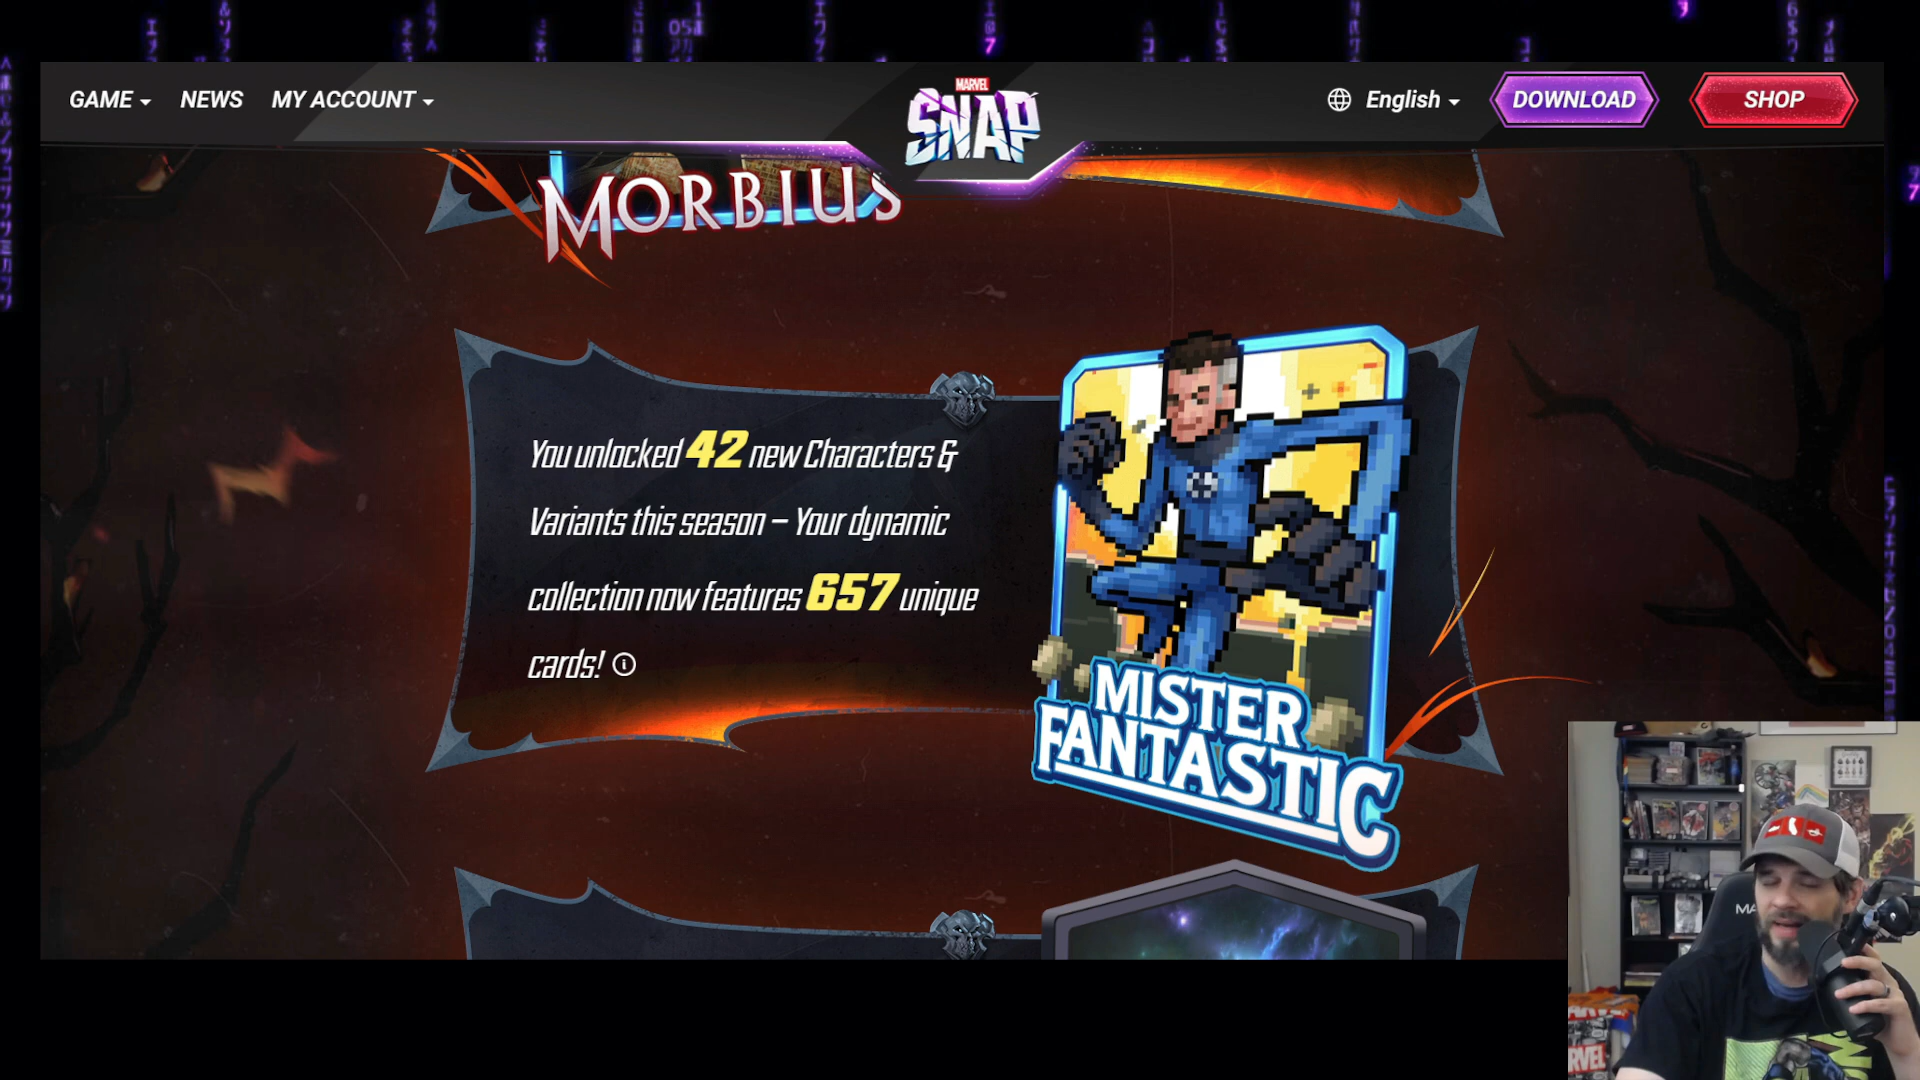 GAME
NEWS
MY ACCOUNT
MARVEL
SNAP
English
DOWNLOAD
SHOP
MORBIUS
You unlocked 42 new Characters &
Variants this season – Your dynamic
collection now features 657 unique
cards!
MISTER
FANTASTIC